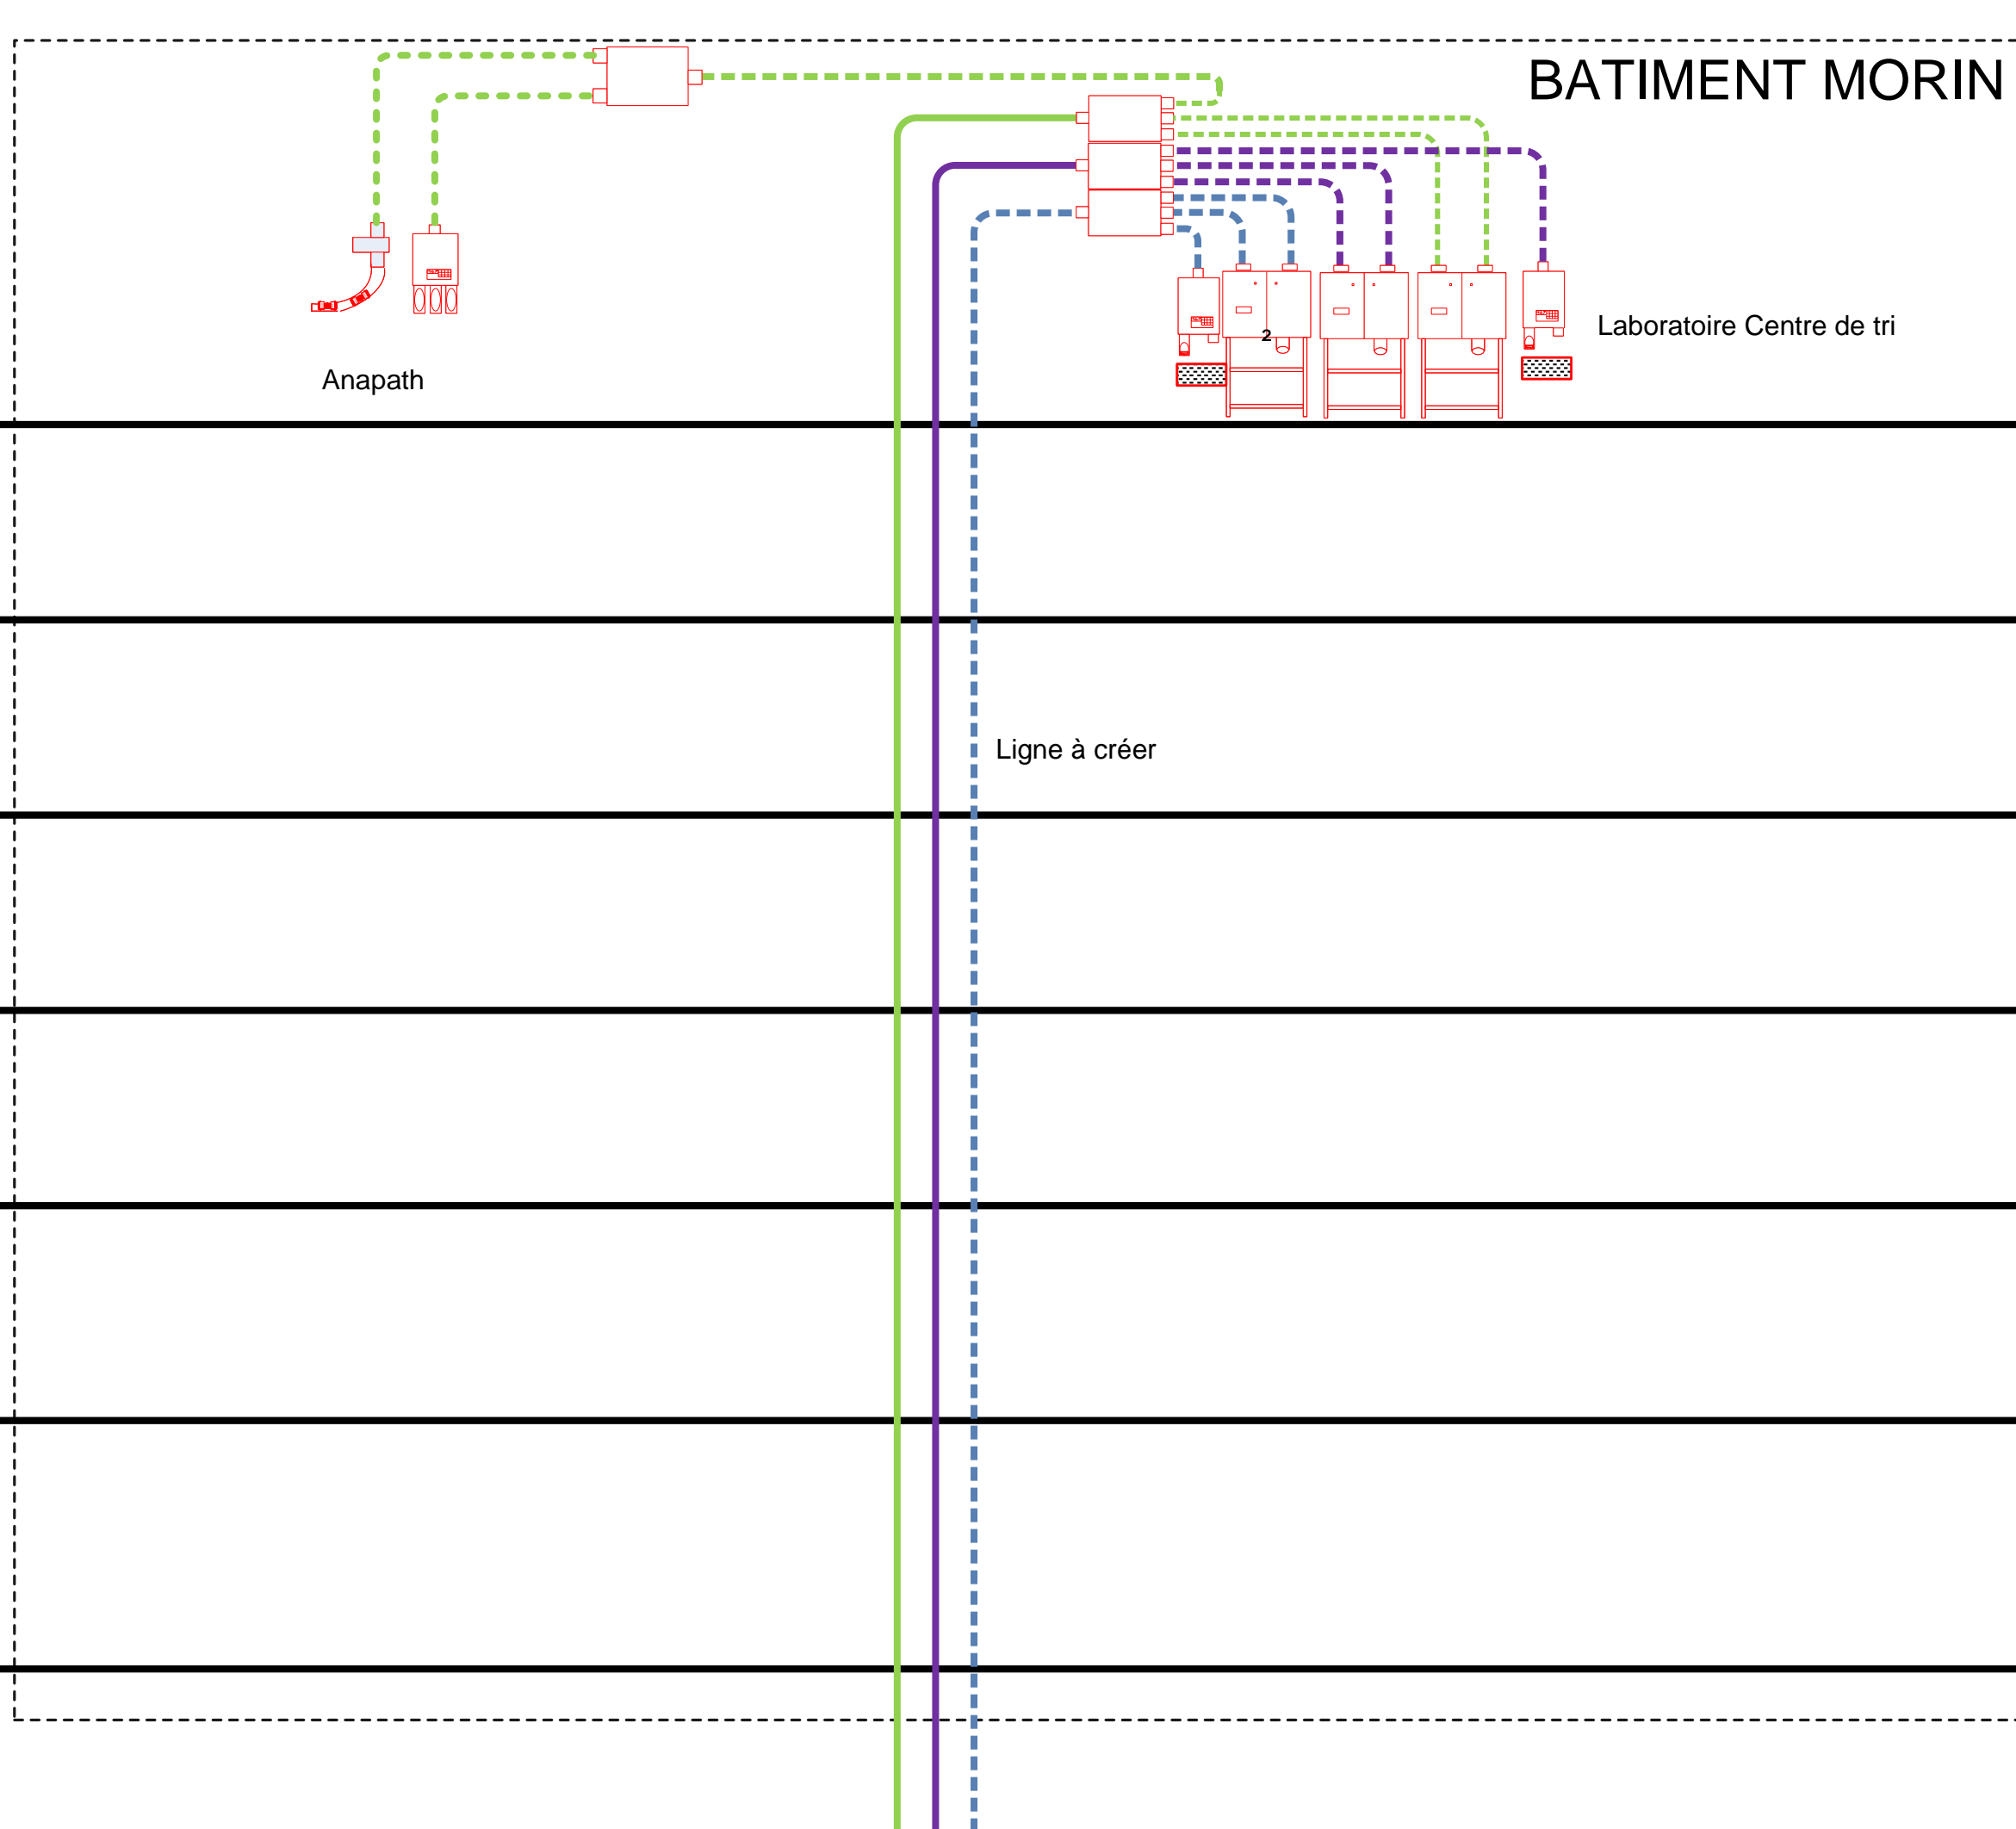 BATIMENT MORIN
Laboratoire Centre de tri
2
Anapath
Ligne à créer